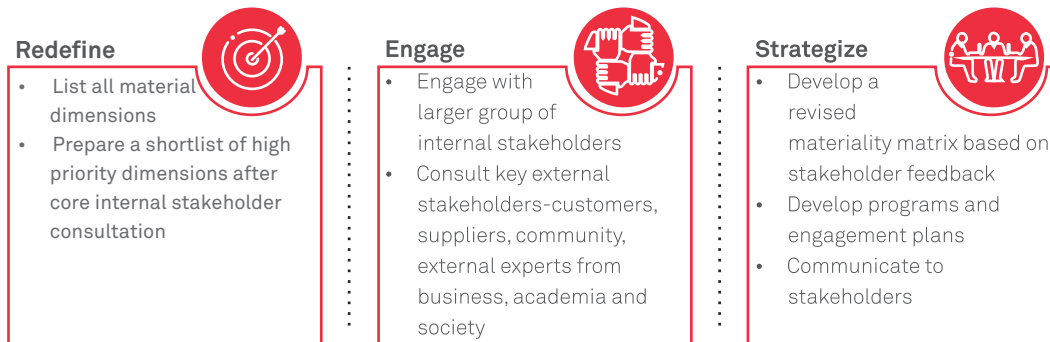 Redefine
• List all material
dimensions
• Prepare a shortlist of high
priority dimensions after
core internal stakeholder
consultation
Engage
• Engage with
larger group of
internal stakeholders
• Consult key external
stakeholders-customers,
suppliers, community,
external experts from
business, academia and
society
Strategize
• Develop a
revised
materiality matrix based on
stakeholder feedback
• Develop programs and
engagement plans
• Communicate to
stakeholders